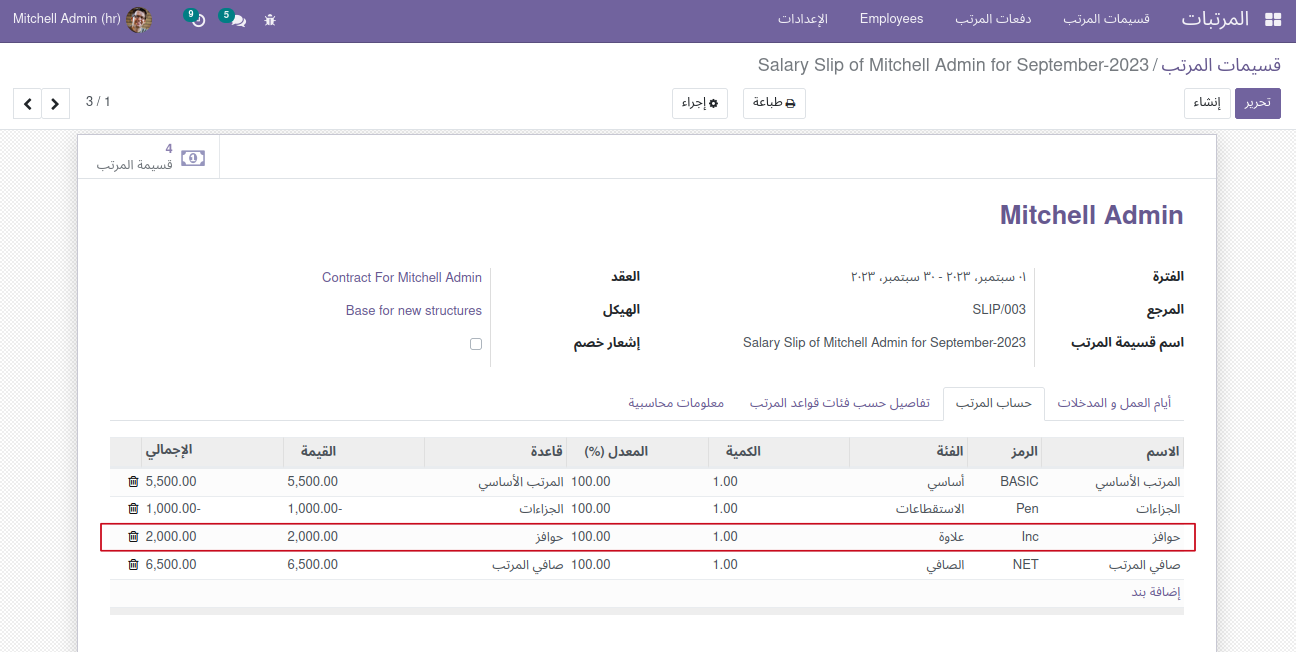 المرتبات قسيمات المرتب دفعات المرتب Employees الإعدادات 5 9 Mitchell Admin (hr)
قسيمات المرتب / Salary Slip of Mitchell Admin for September-2023
تحرير إنشاء طباعة إجراء 3 / 1
4
قسيمة المرتب
Mitchell Admin
الفترة ٠١ سبتمبر، ٢٠٢٣ - ٣٠ سبتمبر، ٢٠٢٣ العقد Contract For Mitchell Admin
المرجع SLIP/003 الهيكل Base for new structures
اسم قسيمة المرتب Salary Slip of Mitchell Admin for September-2023 إشعار خصم
أيام العمل و المدخلات حساب المرتب تفاصيل حسب فئات قواعد المرتب معلومات محاسبية
الاسم الرمز الفئة الكمية المعدل (%) قاعدة القيمة الإجمالي
المرتب الأساسي BASIC أساسي 1.00 100.00 المرتب الأساسي 5,500.00 5,500.00
الجزاءات Pen الاستقطاعات 1.00 100.00 الجزاءات 1,000.00- 1,000.00-
حوافز Inc علاوة 1.00 100.00 حوافز 2,000.00 2,000.00
صافي المرتب NET الصافي 1.00 100.00 صافي المرتب 6,500.00 6,500.00
إضافة بند